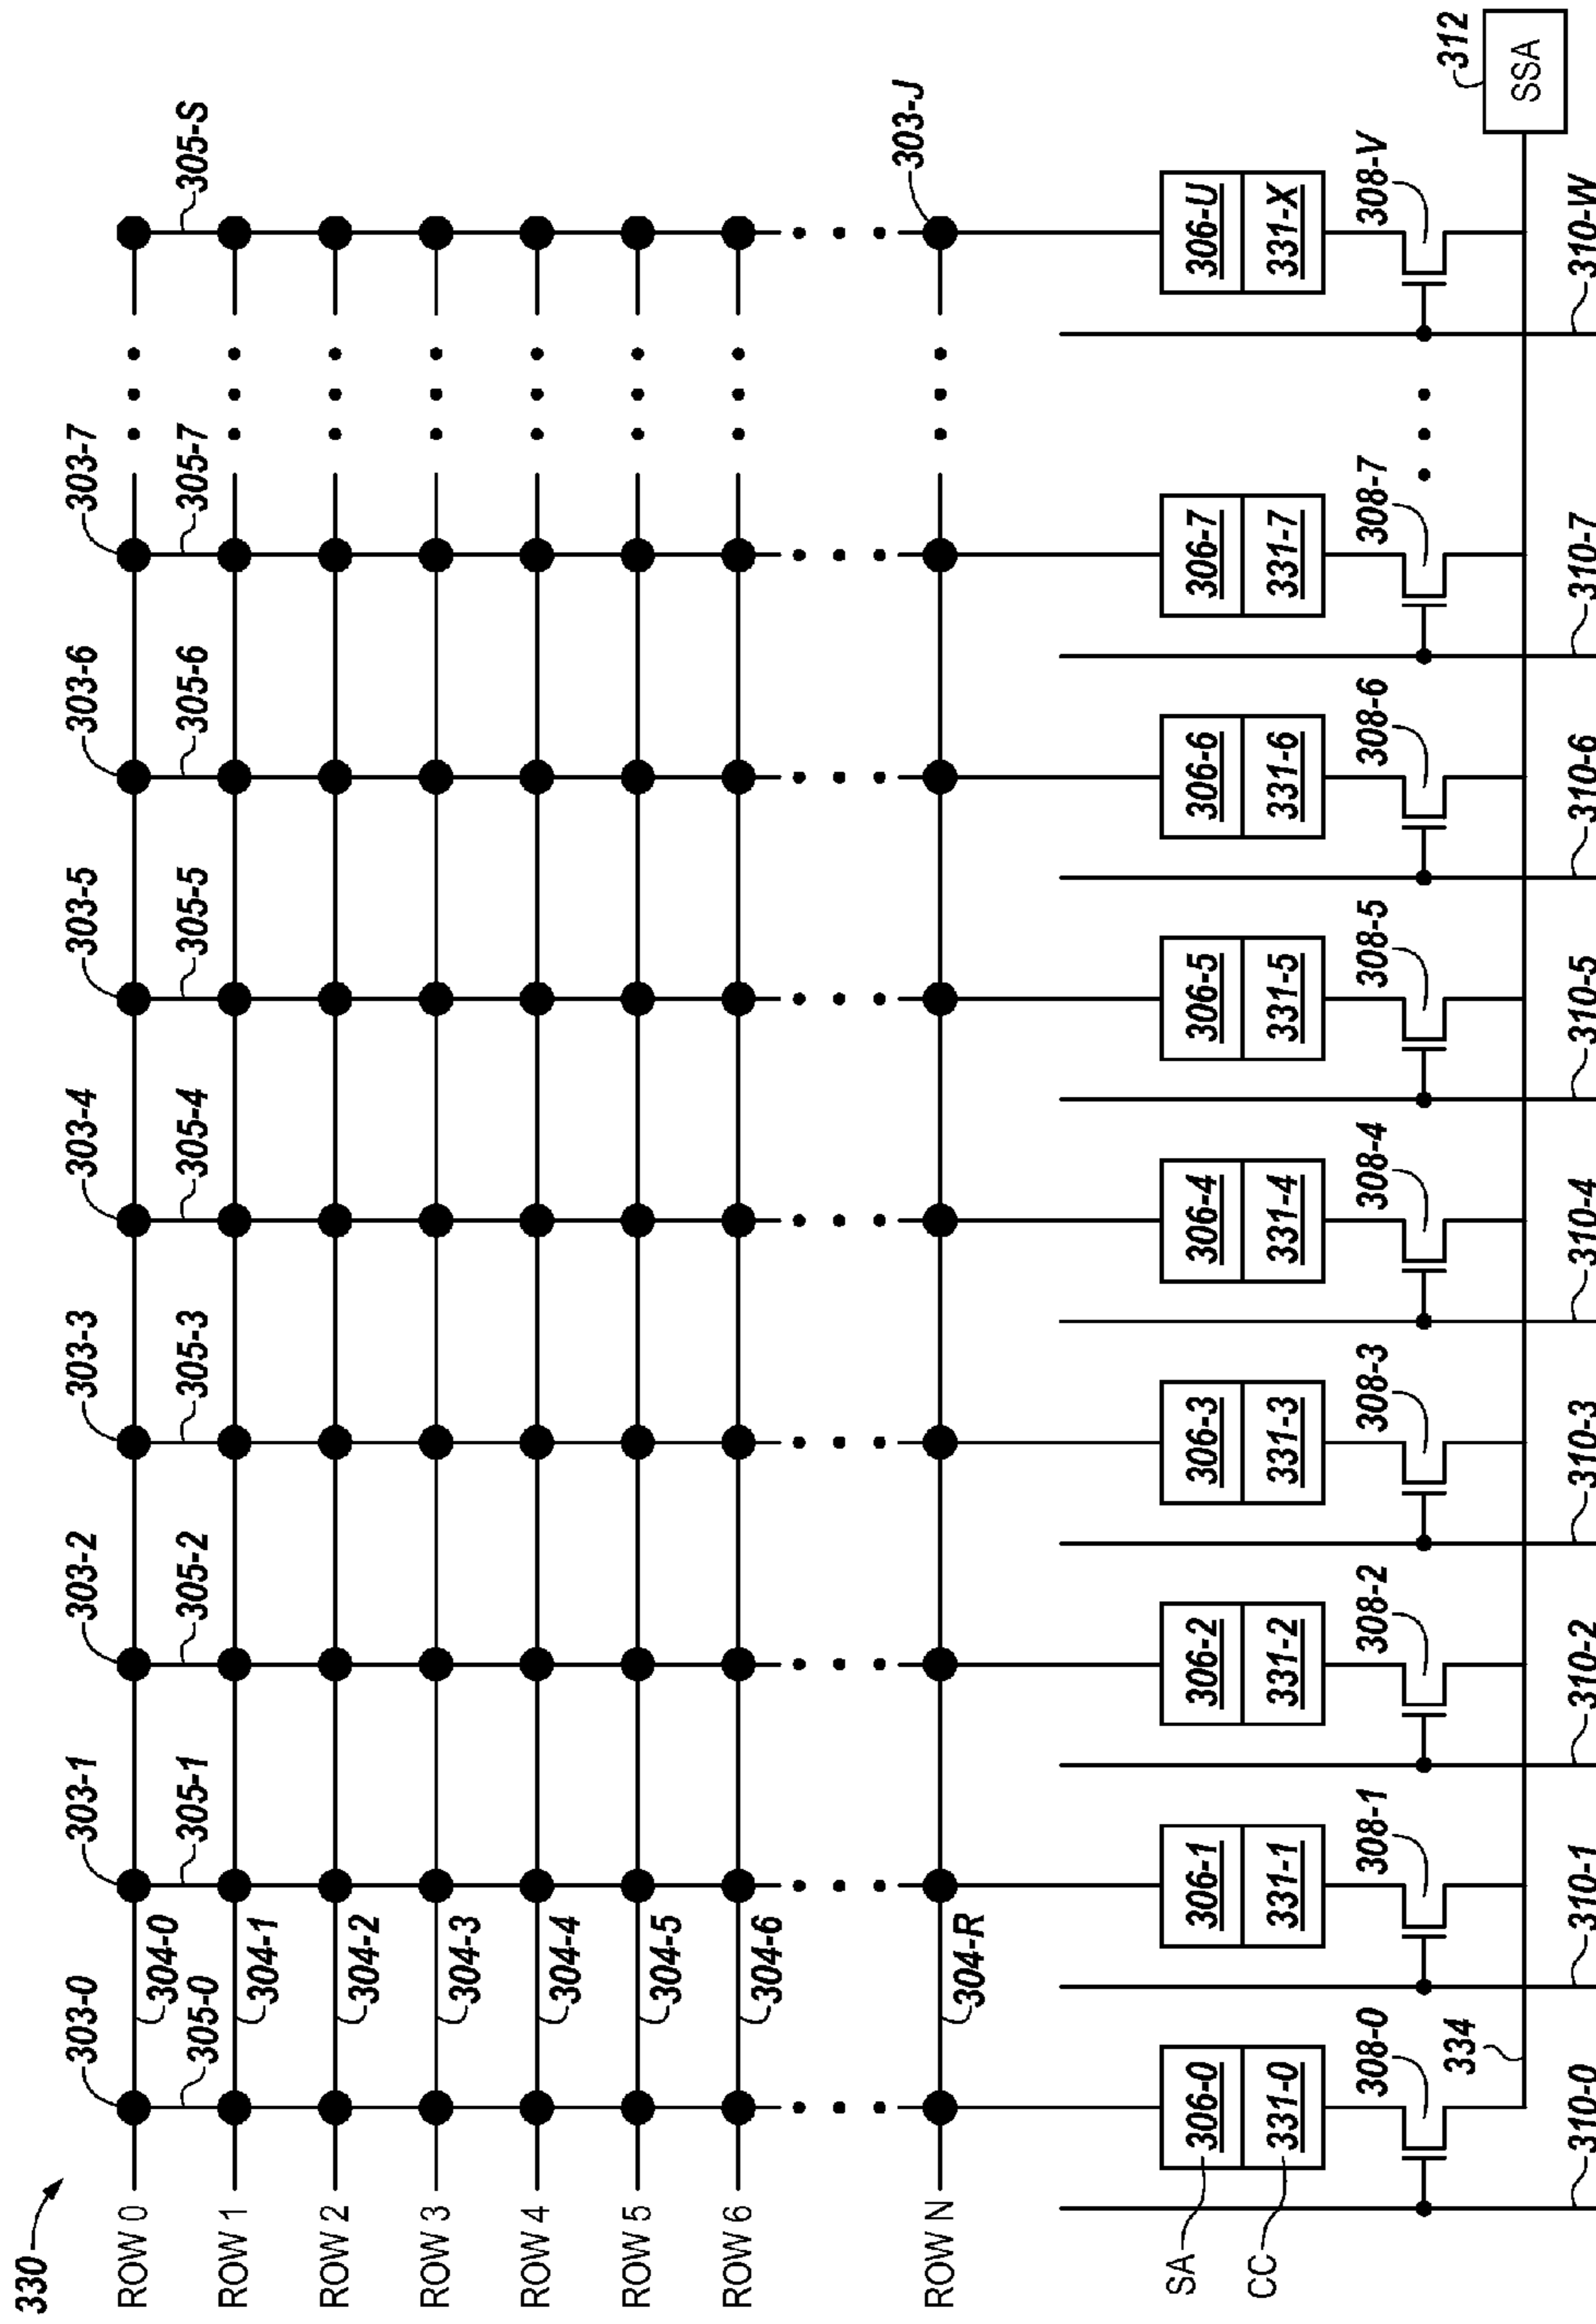 330
303-0 303-1 303-2 303-3 303-4 303-5 303-6 303-7
305-0 305-1 305-2 305-3 305-4 305-5 305-6 305-7 305-S
ROW 0 304-0
ROW 1 304-1
ROW 2 304-2
ROW 3 304-3
ROW 4 304-4
ROW 5 304-5
ROW 6 304-6
303-J
ROW N 304-R
SA 306-0 306-1 306-2 306-3 306-4 306-5 306-6 306-7 306-U
CC 331-0 331-1 331-2 331-3 331-4 331-5 331-6 331-7 331-X
308-0 308-1 308-2 308-3 308-4 308-5 308-6 308-7 308-V
334 312
SSA
310-0 310-1 310-2 310-3 310-4 310-5 310-6 310-7 310-W